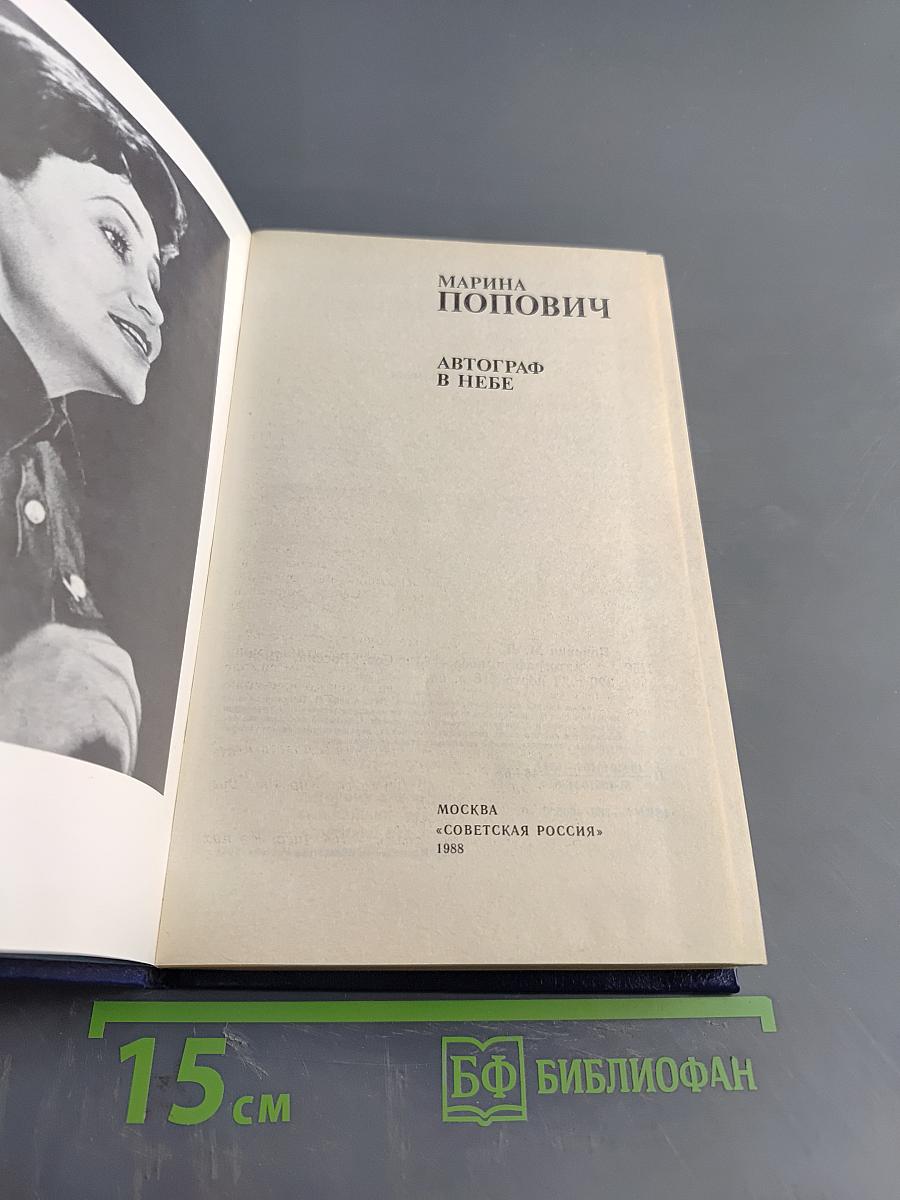 МАРИНА
ПОПОВИЧ
АВТОГРАФ
В НЕБЕ
МОСКВА
«СОВЕТСКАЯ РОССИЯ»
1988
15 см
БФ БИБЛИОФАН